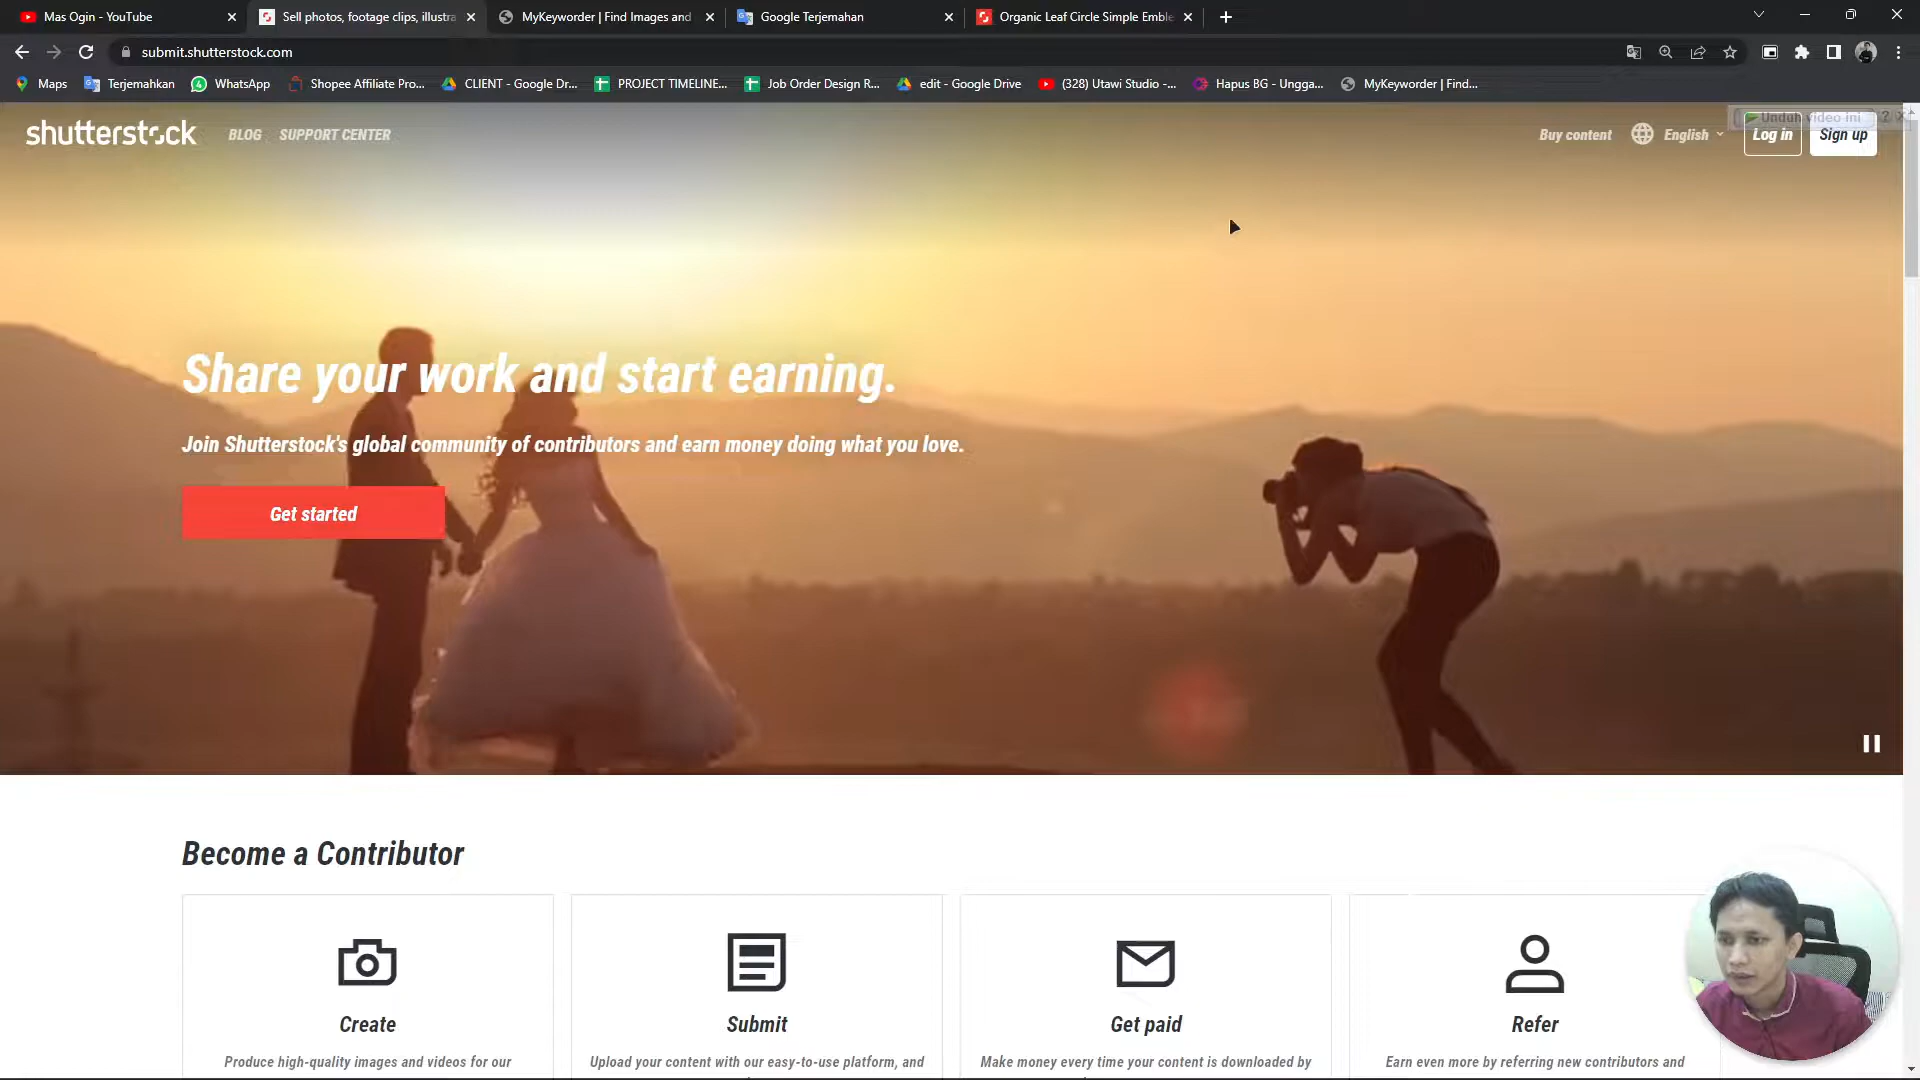 Mas Ogin - YouTube
Sell photos, footage clips, illustra
MyKeyworder | Find Images and
Google Terjemahan
Organic Leaf Circle Simple Emble
submit.shutterstock.com
Maps
Terjemahkan
WhatsApp
Shopee Affiliate Pro...
CLIENT - Google Dr...
PROJECT TIMELINE...
Job Order Design R...
edit - Google Drive
(328) Utawi Studio -...
Hapus BG - Ungga...
MyKeyworder | Find...
shutterstock
BLOG
SUPPORT CENTER
Buy content
English
Unduh video ini
?
Log in
Sign up
Share your work and start earning.
Join Shutterstock's global community of contributors and earn money doing what you love.
Get started
Become a Contributor
Create
Submit
Get paid
Refer
Produce high-quality images and videos for our
Upload your content with our easy-to-use platform, and
Make money every time your content is downloaded by
Earn even more by referring new contributors and